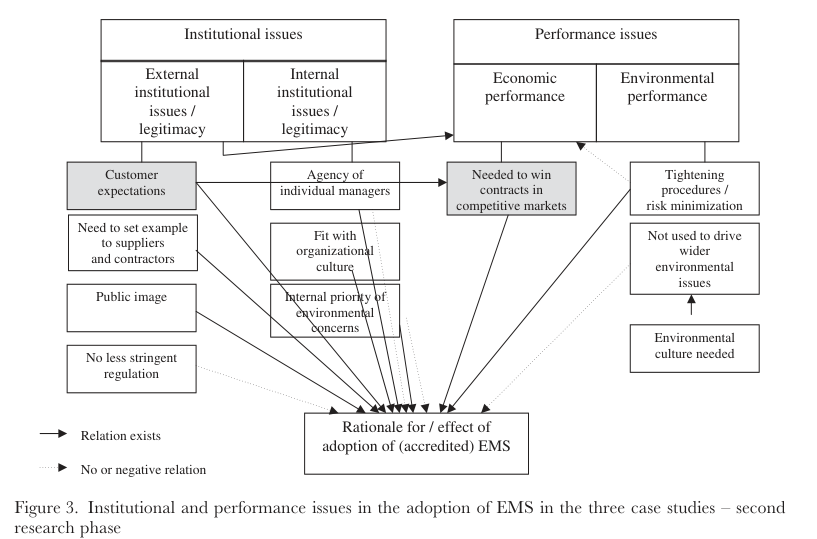 Institutional issues
Performance issues
External
institutional
issues /
legitimacy
Internal
institutional
issues /
legitimacy
Economic
performance
Environmental
performance
Customer
expectations
Agency of
individual managers
Needed to win
contracts in
competitive markets
Tightening
procedures /
risk minimization
Need to set example
to suppliers
and contractors
Fit with
organizational
culture
Not used to drive
wider
environmental
issues
Public image
Internal priority of
environmental
concerns
Environmental
culture needed
No less stringent
regulation
Rationale for / effect of
adoption of (accredited) EMS
Relation exists
No or negative relation
Figure 3. Institutional and performance issues in the adoption of EMS in the three case studies – second
research phase